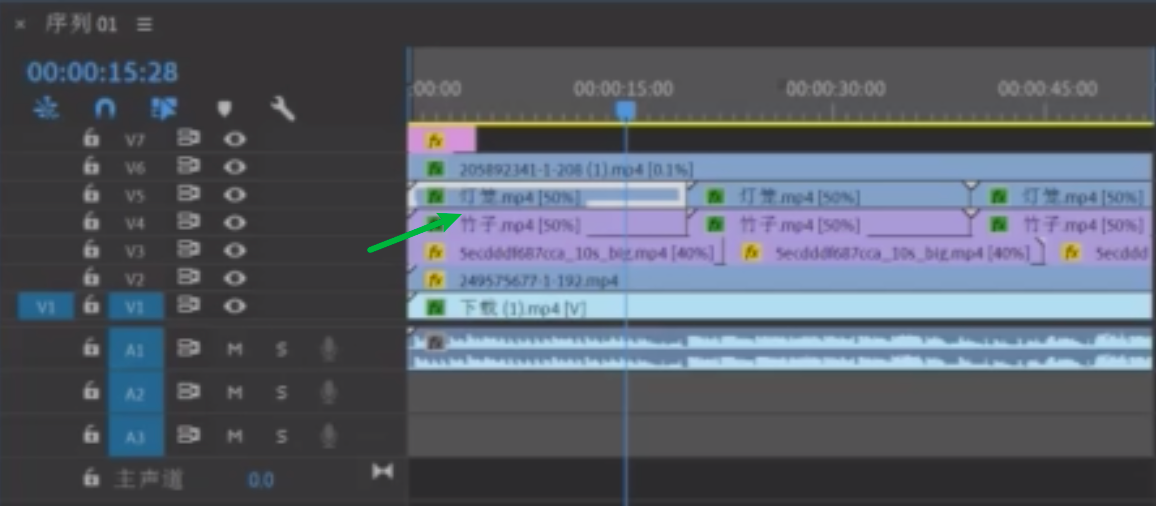 × 序列 01 ≡
00:00:15:28
:00:00 00:00:15:00 00:00:30:00 00:00:45:00
V7 fx
V6 fx 205892341-1-208 (1).mp4 [0.1%]
V5 fx 灯笼.mp4 [50%] fx 灯笼.mp4 [50%] fx 灯笼.mp4 [50%]
V4 fx 竹子.mp4 [50%] fx 竹子.mp4 [50%] fx 竹子.mp4 [50%]
V3 fx 5ecdddf687cca_10s_big.mp4 [40%] fx 5ecdddf687cca_10s_big.mp4 [40%] fx 5ecddd
V2 fx 249575677-1-192.mp4
V1 V1 fx 下载 (1).mp4 [V]
A1 M S fx
A2 M S
A3 M S
主声道 0.0